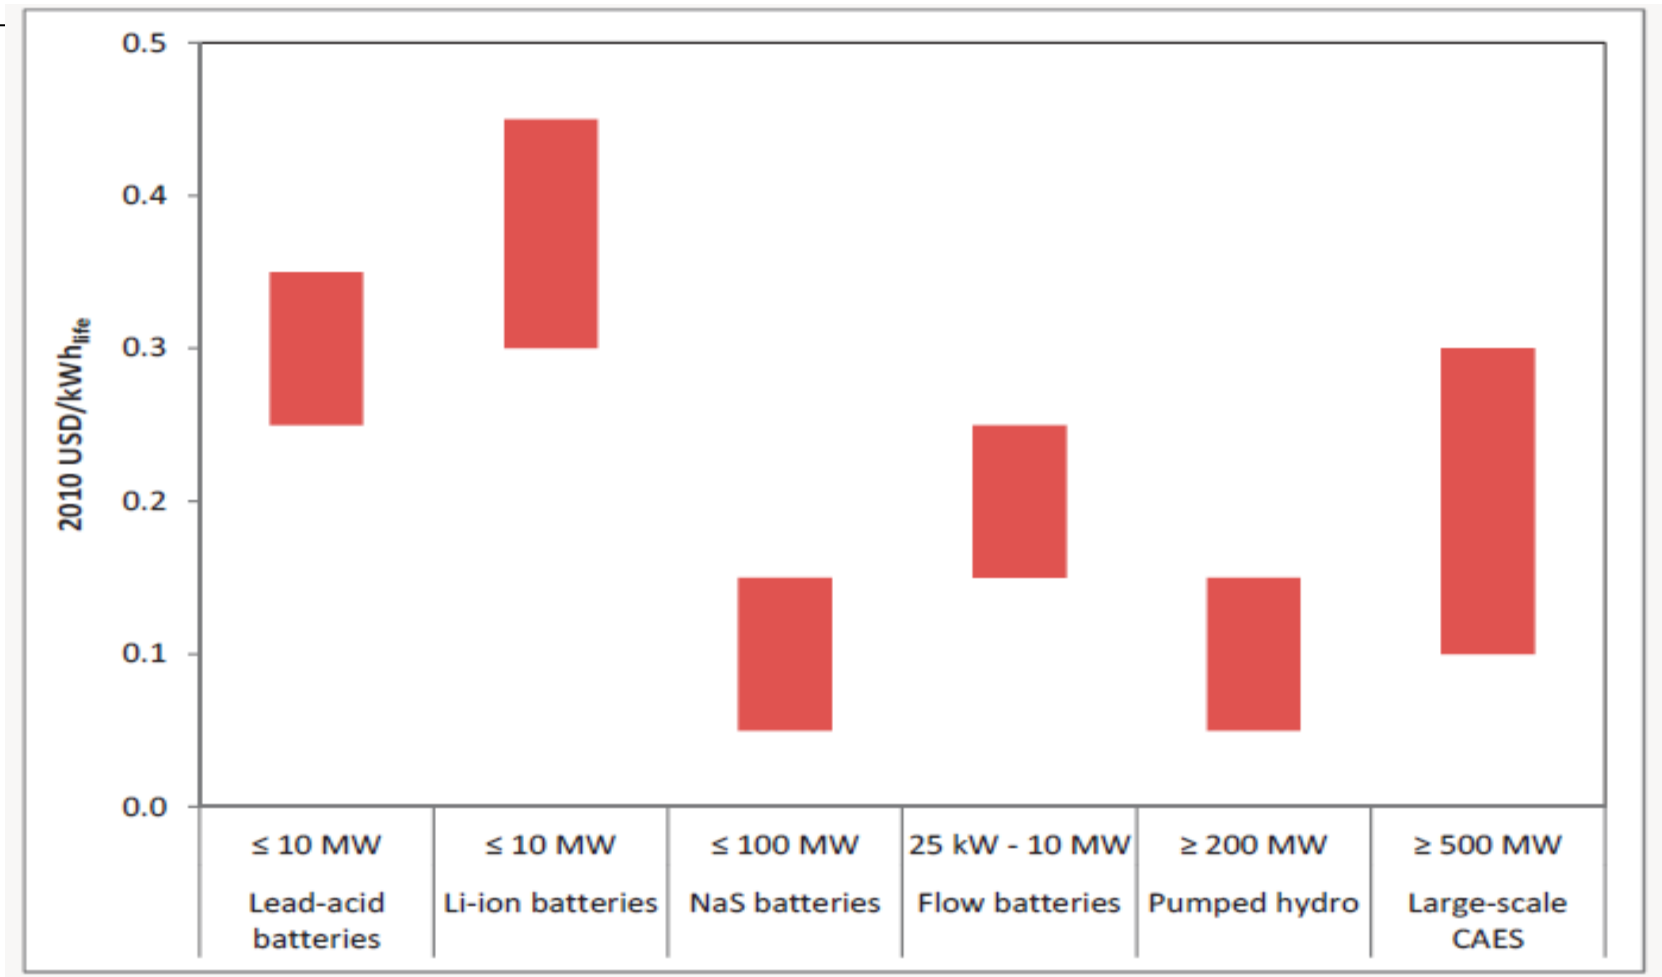 0.5
0.4
0.3
0.2
0.1
0.0
2010 USD/kWhlife
≤ 10 MW
≤ 10 MW
≤ 100 MW
25 kW - 10 MW
≥ 200 MW
≥ 500 MW
Lead-acid
batteries
Li-ion batteries
NaS batteries
Flow batteries
Pumped hydro
Large-scale
CAES